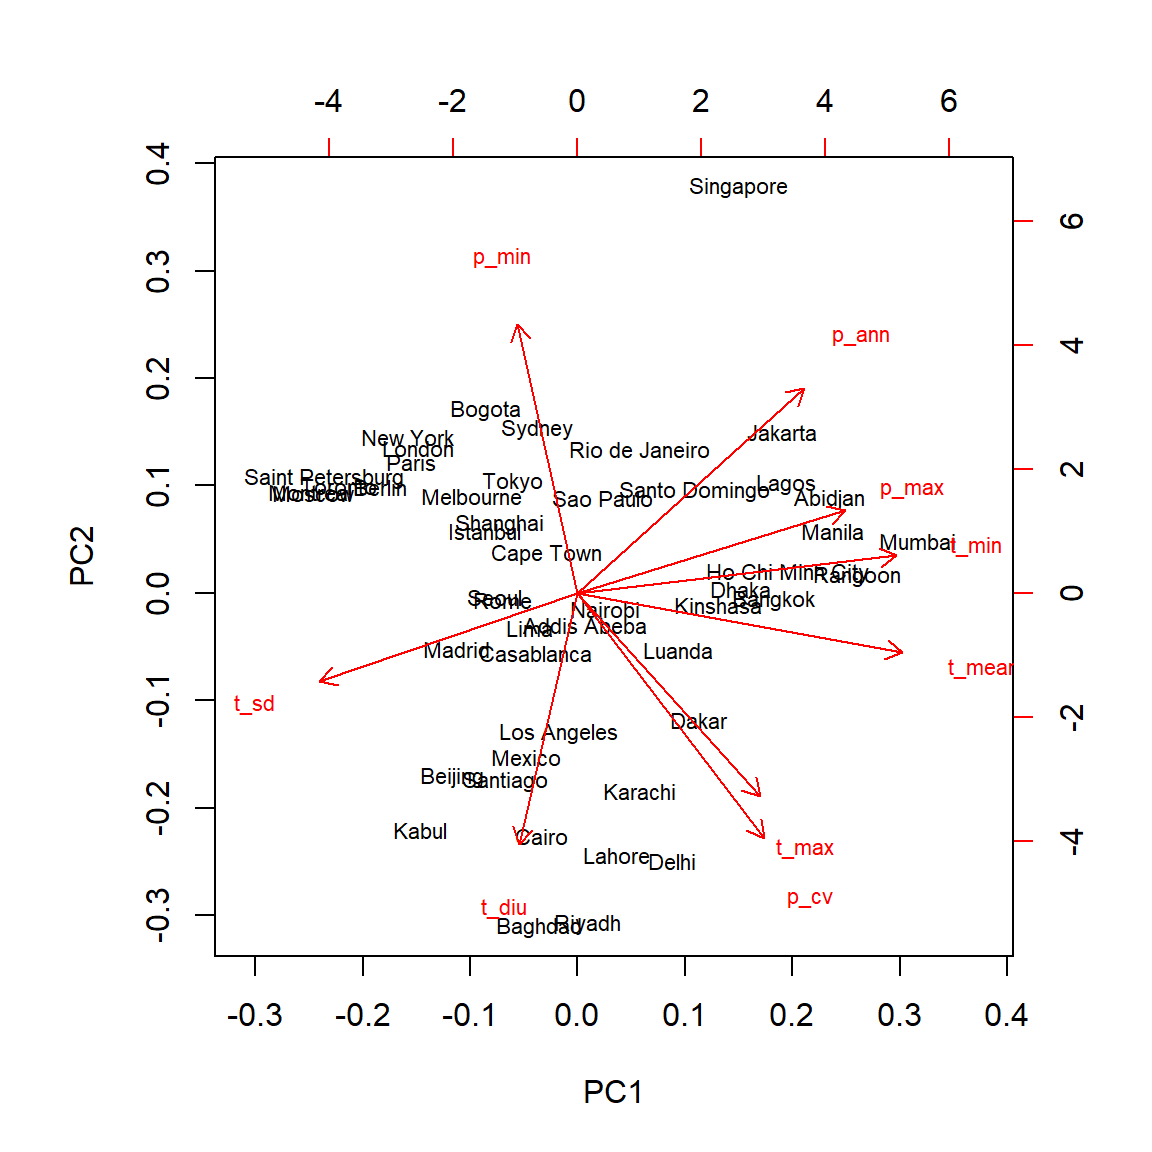 -4 -2 0 2 4 6
Singapore
p_min
p_ann
Bogota
Sydney
New York
Jakarta
London
Rio de Janeiro
Paris
Saint Petersburg
Tokyo
Lagos
Toronto
Berlin
Montreal
Moscow
Santo Domingo
p_max
Melbourne
Sao Paulo
Abidjan
Shanghai
Istanbul
Manila
Mumbai
t_min
Cape Town
Ho Chi Minh City
Rangoon
Dhaka
Seoul
Rome
Bangkok
Kinshasa
Nairobi
Lima
Addis Abeba
Madrid
Casablanca
Luanda
t_mean
t_sd
Dakar
Los Angeles
Mexico
Beijing
Santiago
Karachi
Kabul
Cairo
t_max
Lahore
Delhi
p_cv
t_diu
Baghdad
Riyadh
0.4
0.3
0.2
0.1
0.0
-0.1
-0.2
-0.3
PC2
6
4
2
0
-2
-4
-0.3 -0.2 -0.1 0.0 0.1 0.2 0.3 0.4
PC1